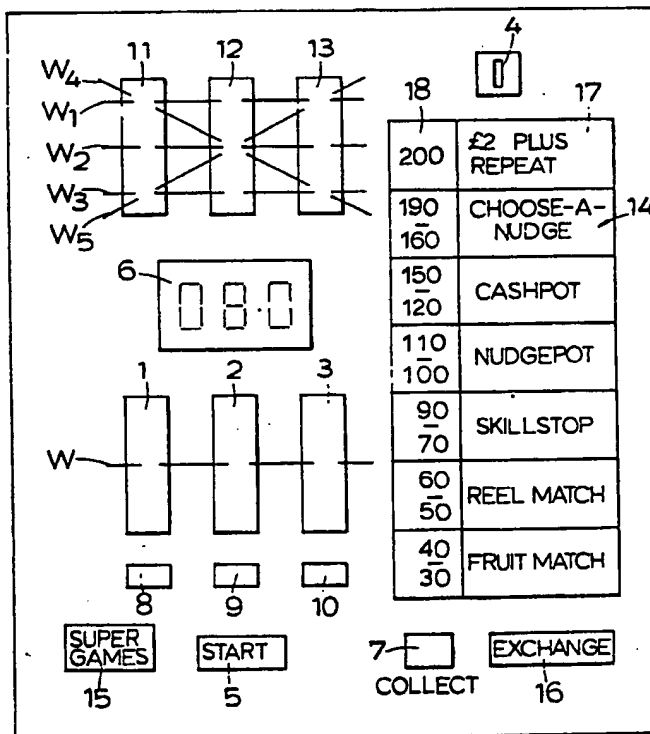 11
12
13
4
W4
W1
W2
W3
W5
18
17
200
£2 PLUS
REPEAT
190
-
160
CHOOSE-A-
NUDGE
14
150
-
120
CASHPOT
110
-
100
NUDGEPOT
90
-
70
SKILLSTOP
60
-
50
REEL MATCH
40
-
30
FRUIT MATCH
6
08.0
1
2
3
W
8
9
10
SUPER
GAMES
15
START
5
7
COLLECT
EXCHANGE
16